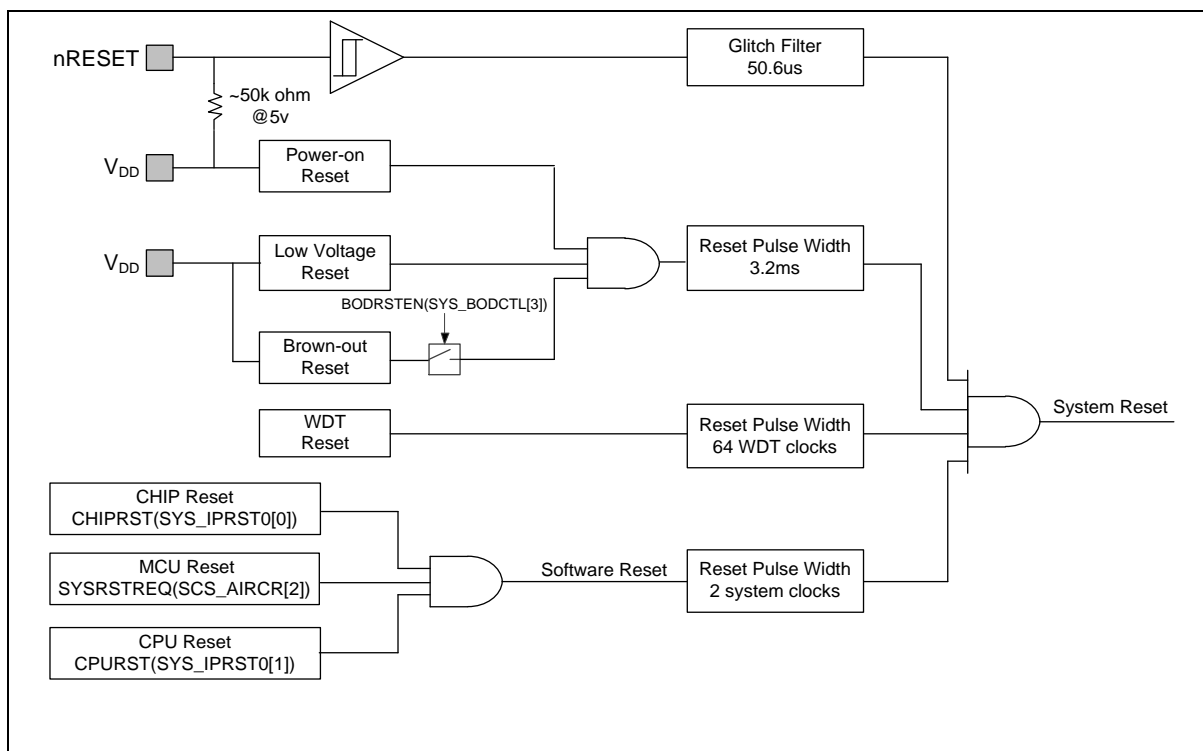 nRESET
Glitch Filter
50.6us
~50k ohm
@5v
VDD
Power-on
Reset
VDD
Low Voltage
Reset
Reset Pulse Width
3.2ms
BODRSTEN(SYS_BODCTL[3])
Brown-out
Reset
System Reset
WDT
Reset
Reset Pulse Width
64 WDT clocks
CHIP Reset
CHIPRST(SYS_IPRST0[0])
MCU Reset
SYSRSTREQ(SCS_AIRCR[2])
Software Reset
Reset Pulse Width
2 system clocks
CPU Reset
CPURST(SYS_IPRST0[1])